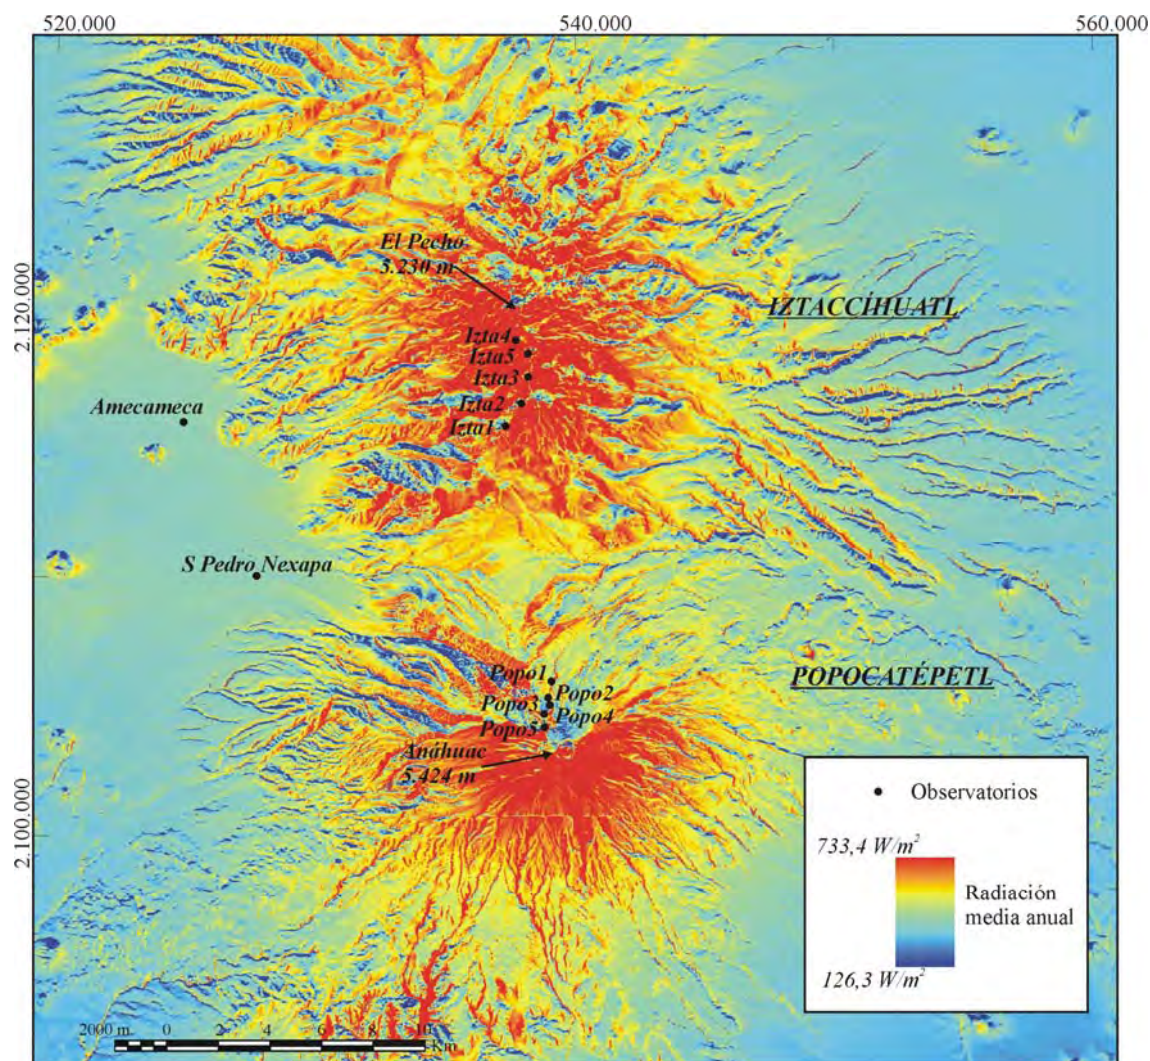 520.000
540.000
560.000
El Pecho
5.230 m
2.120.000
IZTACCÍHUATL
Izta4
Izta5
Izta3
Amecameca
Izta2
Izta1
S Pedro Nexapa
Popo1
POPOCATÉPETL
Popo2
Popo3
Popo4
Popo5
Anáhuac
5.424 m
2.100.000
Observatorios
733,4 W/m²
Radiación
media anual
126,3 W/m²
2000 m 0 2 4 6 8 10
Km